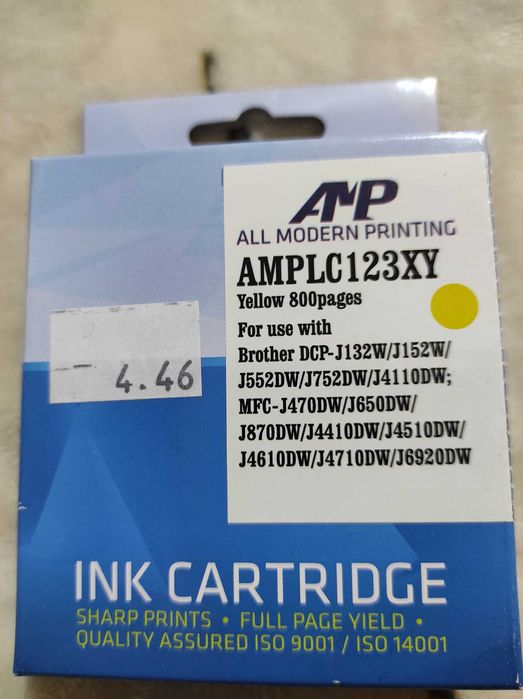 AMP
ALL MODERN PRINTING
AMPLC123XY
Yellow 800pages
For use with
Brother DCP-J132W/J152W/
J552DW/J752DW/J4110DW;
MFC-J470DW/J650DW/
J870DW/J4410DW/J4510DW/
J4610DW/J4710DW/J6920DW
4.46
INK CARTRIDGE
SHARP PRINTS • FULL PAGE YIELD •
QUALITY ASSURED ISO 9001 / ISO 14001